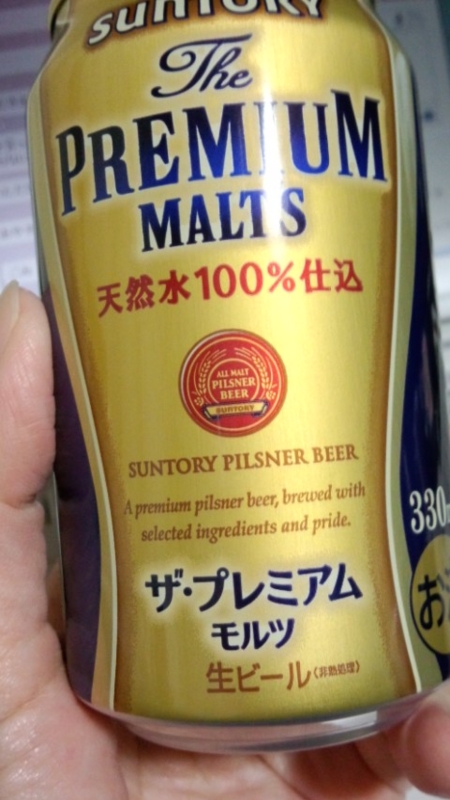 SUNTORY
The
PREMIUM
MALTS
天然水100%仕込
ALL MALT
PILSNER
BEER
SUNTORY
SUNTORY PILSNER BEER
A premium pilsner beer, brewed with
selected ingredients and pride.
330
お
ザ・プレミアム
モルツ
生ビール(非熱処理)